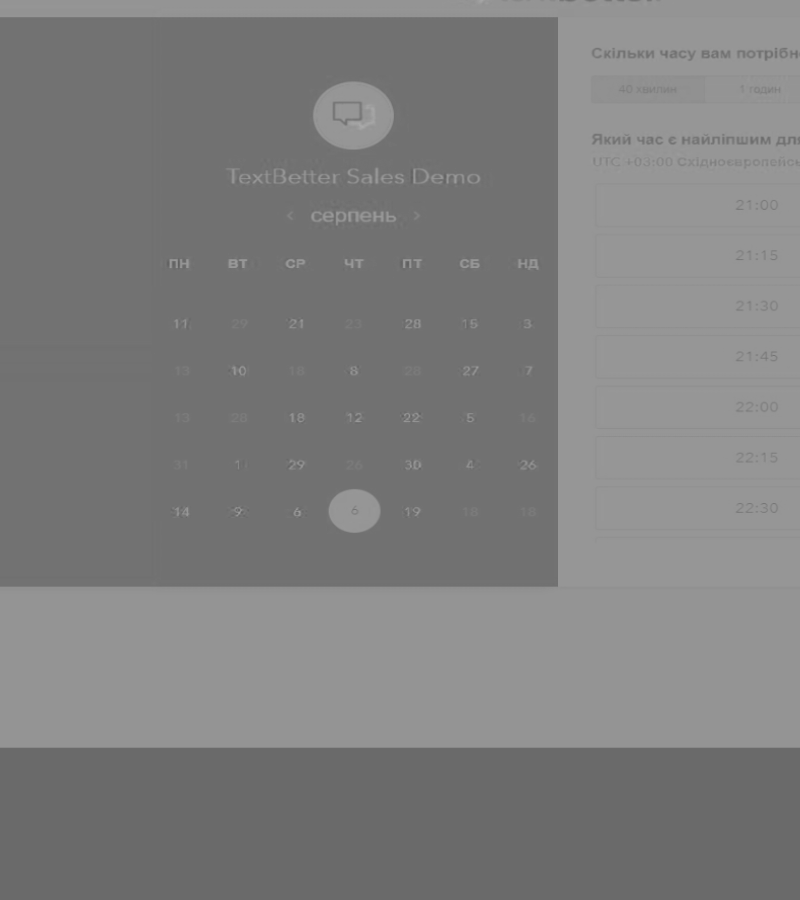 TextBetter Sales Demo
‹ серпень ›
ПН ВТ СР ЧТ ПТ СБ НД
11 29 21 23 28 15 3
13 10 18 8 28 27 7
13 28 18 12 22 5 16
31 1 29 26 30 4 26
14 9 6 6 19 18 18
Скільки часу вам потрібн
40 хвилин 1 годин
Який час є найліпшим дл
UTC +03:00 Східноєвропейсь
21:00
21:15
21:30
21:45
22:00
22:15
22:30